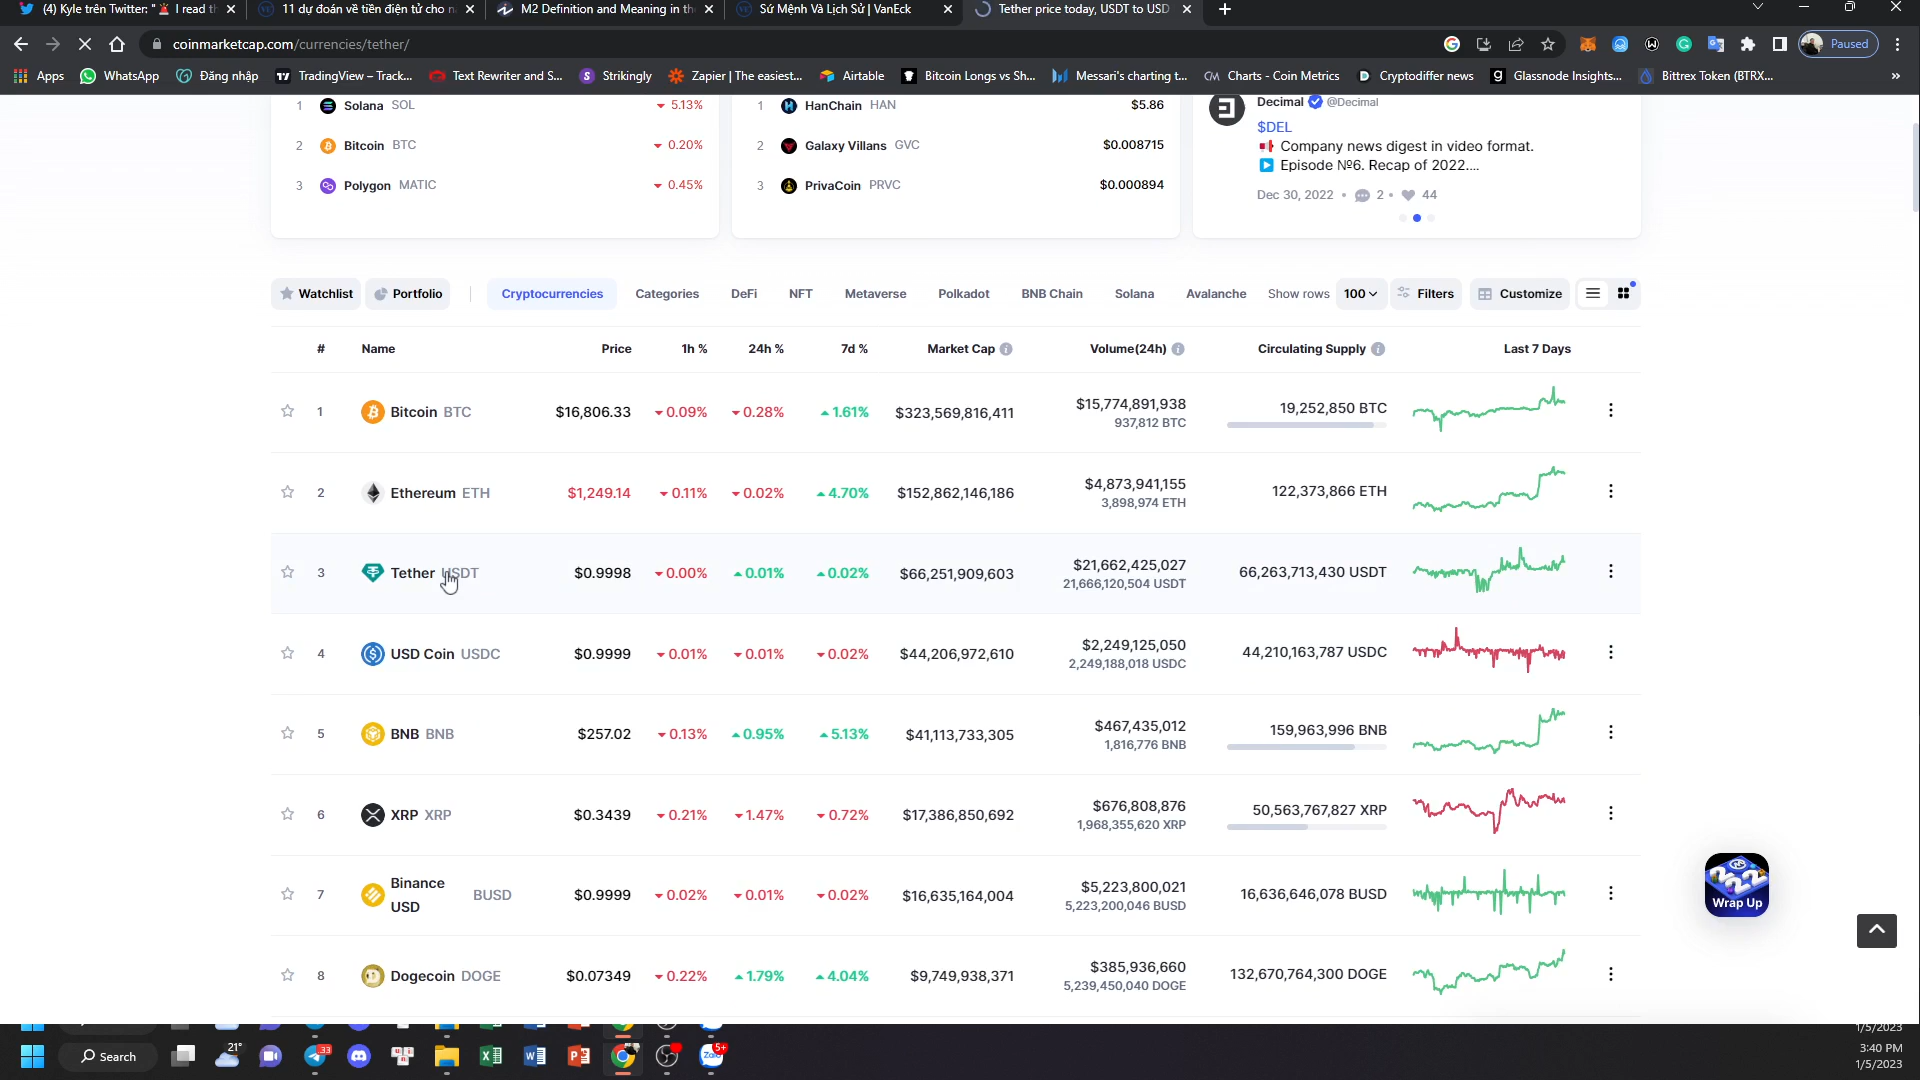 (4) Kyle trên Twitter: "🚨 I read th
11 dự đoán về tiền điện tử cho n
M2 Definition and Meaning in th
Sứ Mệnh Và Lịch Sử | VanEck
Tether price today, USDT to USD
coinmarketcap.com/currencies/tether/
Paused
Apps
WhatsApp
Đăng nhập
TradingView – Track...
Text Rewriter and S...
Strikingly
Zapier | The easiest...
Airtable
Bitcoin Longs vs Sh...
Messari's charting t...
Charts - Coin Metrics
Cryptodiffer news
Glassnode Insights...
Bittrex Token (BTRX...
»
1 Solana SOL 5.13%
2 Bitcoin BTC 0.20%
3 Polygon MATIC 0.45%
1 HanChain HAN $5.86
2 Galaxy Villans GVC $0.008715
3 PrivaCoin PRVC $0.000894
Decimal @Decimal
$DEL
Company news digest in video format.
Episode №6. Recap of 2022....
Dec 30, 2022 • 2 • 44
Watchlist Portfolio Cryptocurrencies Categories DeFi NFT Metaverse Polkadot BNB Chain Solana Avalanche Show rows 100 Filters Customize
# Name Price 1h % 24h % 7d % Market Cap Volume(24h) Circulating Supply Last 7 Days
1 Bitcoin BTC $16,806.33 0.09% 0.28% 1.61% $323,569,816,411 $15,774,891,938 19,252,850 BTC
937,812 BTC
2 Ethereum ETH $1,249.14 0.11% 0.02% 4.70% $152,862,146,186 $4,873,941,155 122,373,866 ETH
3,898,974 ETH
3 Tether USDT $0.9998 0.00% 0.01% 0.02% $66,251,909,603 $21,662,425,027 66,263,713,430 USDT
21,666,120,504 USDT
4 USD Coin USDC $0.9999 0.01% 0.01% 0.02% $44,206,972,610 $2,249,125,050 44,210,163,787 USDC
2,249,188,018 USDC
5 BNB BNB $257.02 0.13% 0.95% 5.13% $41,113,733,305 $467,435,012 159,963,996 BNB
1,816,776 BNB
6 XRP XRP $0.3439 0.21% 1.47% 0.72% $17,386,850,692 $676,808,876 50,563,767,827 XRP
1,968,355,620 XRP
7 Binance USD BUSD $0.9999 0.02% 0.01% 0.02% $16,635,164,004 $5,223,800,021 16,636,646,078 BUSD
5,223,200,046 BUSD
8 Dogecoin DOGE $0.07349 0.22% 1.79% 4.04% $9,749,938,371 $385,936,660 132,670,764,300 DOGE
5,239,450,040 DOGE
Wrap Up
1/5/2023
Search
21°
33
5+
3:40 PM
1/5/2023